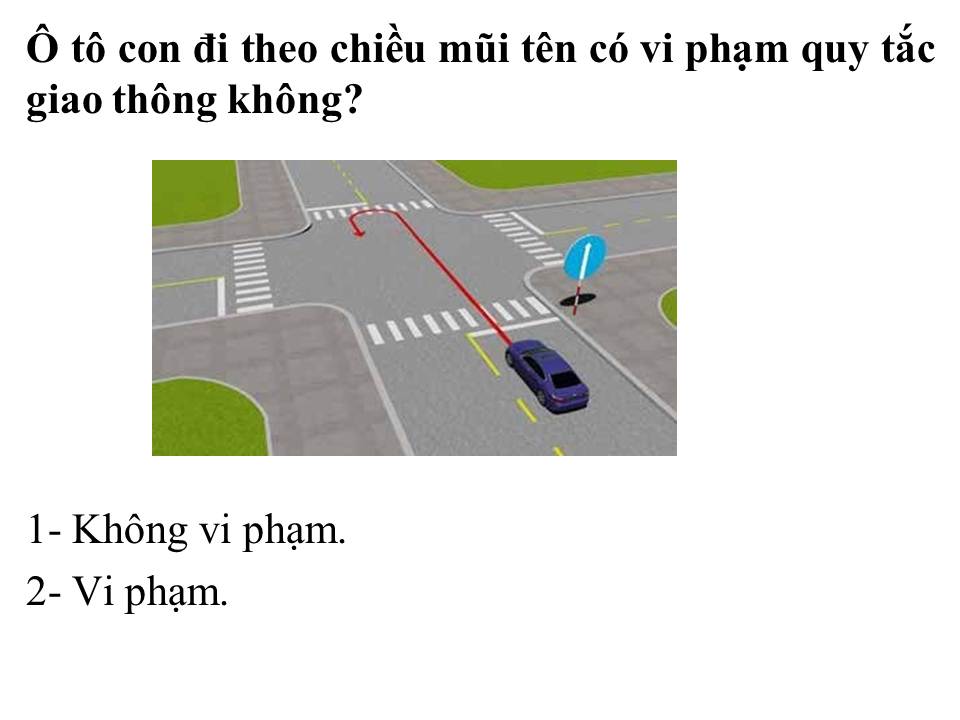 Ô tô con đi theo chiều mũi tên có vi phạm quy tắc
giao thông không?
1- Không vi phạm.
2- Vi phạm.